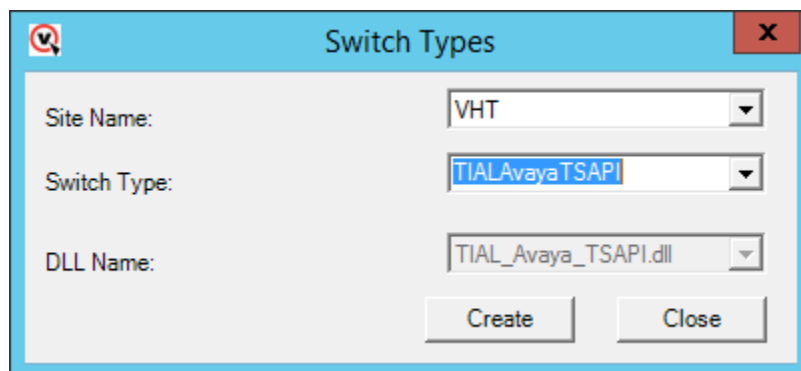 Switch Types
Site Name: VHT
Switch Type: TIALAvayaTSAPI
DLL Name: TIAL_Avaya_TSAPI.dll
Create Close